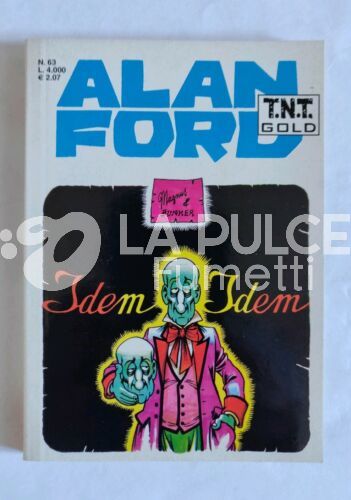 N. 63
L. 4.000
€ 2.07
ALAN
FORD
T.N.T.
GOLD
Magnus &
BUNKER
LA PULCE
Fumetti
Idem Idem